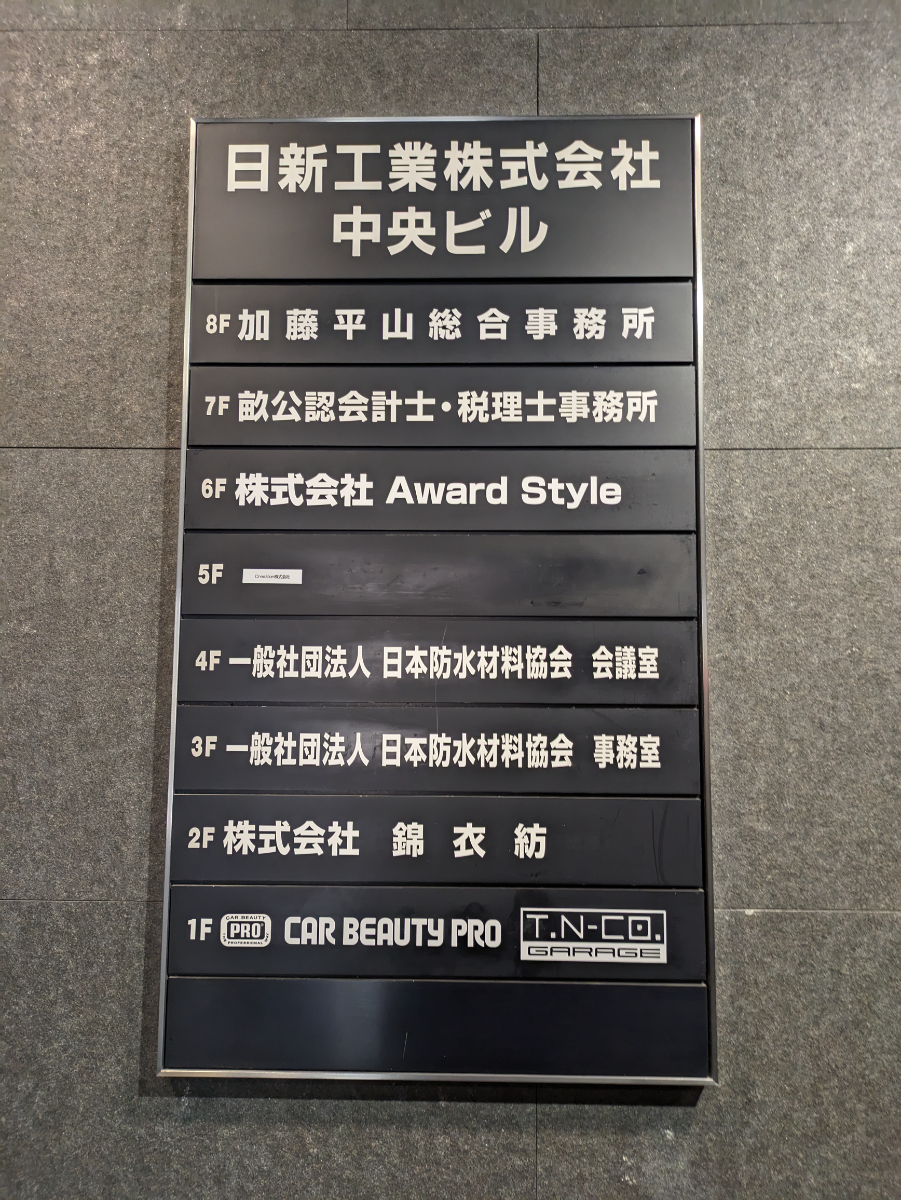 日新工業株式会社
中央ビル
8F 加藤平山総合事務所
7F 畝公認会計士・税理士事務所
6F 株式会社 Award Style
5F 株式会社
4F 一般社団法人 日本防水材料協会 会議室
3F 一般社団法人 日本防水材料協会 事務室
2F 株式会社 錦衣紡
1F CAR BEAUTY PRO PROFESSIONAL CAR BEAUTY PRO T.N-CO. GARAGE